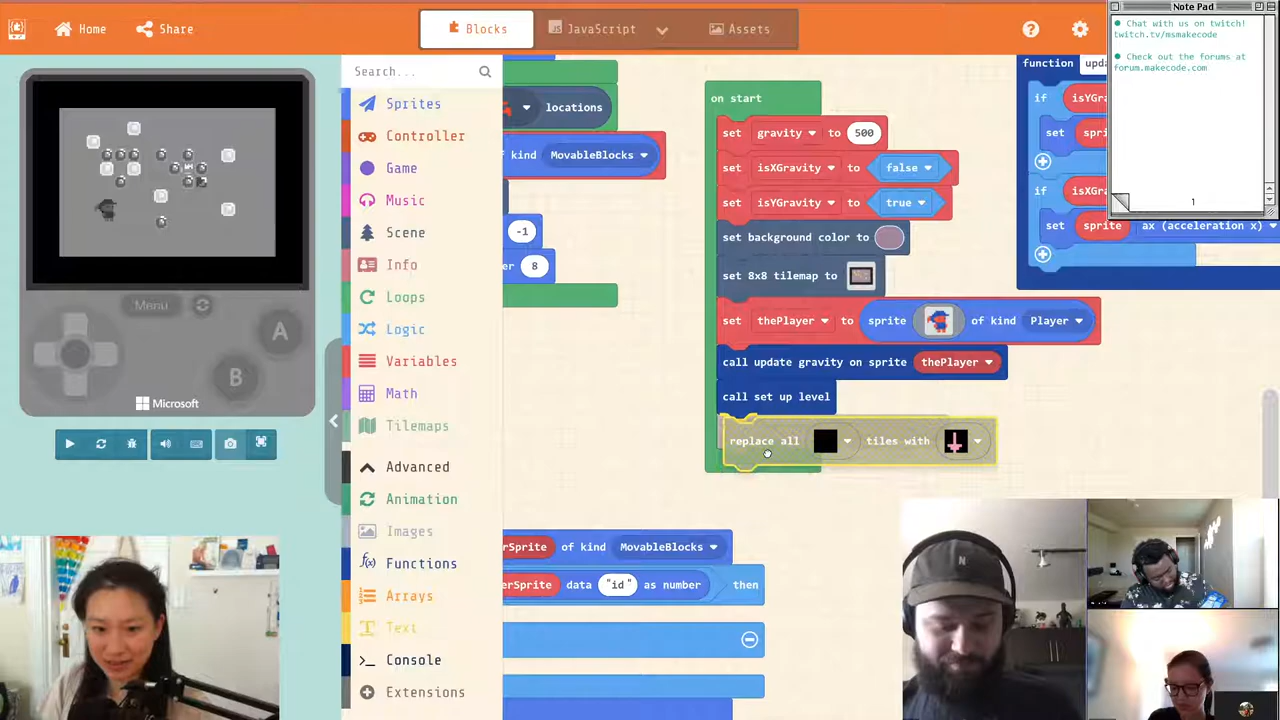 Home
Share
Blocks
JavaScript
Assets
Note Pad
Chat with us on twitch!
twitch.tv/msmakecode
Check out the forums at
forum.makecode.com
1
Menu
A
B
Microsoft
Search...
Sprites
Controller
Game
Music
Scene
Info
Loops
Logic
Variables
Math
Tilemaps
Advanced
Animation
Images
Functions
Arrays
Text
Console
Extensions
locations
kind MovableBlocks
-1
8
on start
set gravity to 500
set isXGravity to false
set isYGravity to true
set background color to
set 8x8 tilemap to
set thePlayer to sprite of kind Player
call update gravity on sprite thePlayer
call set up level
replace all tiles with
of kind MovableBlocks
data "id" as number then
function
if
set
if
set sprite ax (acceleration x)
N